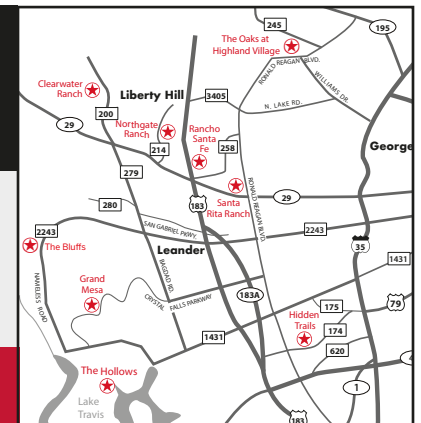 245
195
The Oaks at
Highland Village
RONALD REAGAN BLVD.
WILLIAMS DR.
Clearwater
Ranch
Liberty Hill
3405
N. LAKE RD.
200
29
Northgate
Ranch
Rancho
Santa
Fe
214
258
George
279
RONALD REAGAN BLVD.
280
183
Santa
Rita Ranch
29
2243
SAN GABRIEL PKWY.
2243
The Bluffs
Leander
35
1431
NAMELESS ROAD
Grand
Mesa
BAGDAD RD.
CRYSTAL FALLS PARKWAY
183A
175
79
Hidden
Trails
174
1431
620
The Hollows
1
Lake
Travis
183